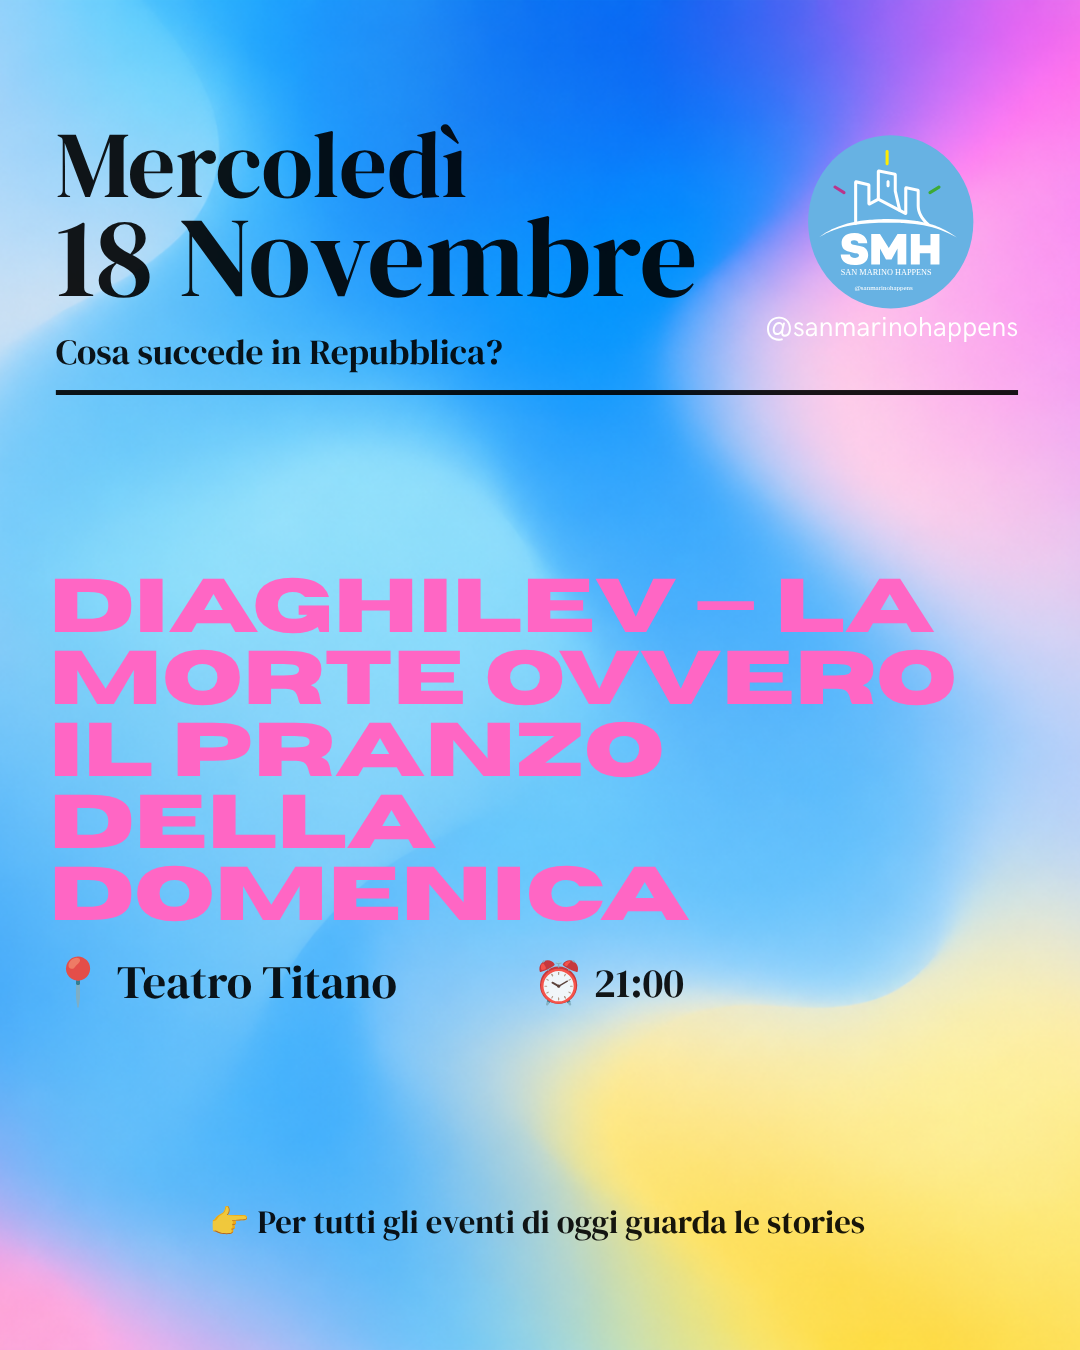 Mercoledì
18 Novembre
Cosa succede in Repubblica?
SMH
SAN MARINO HAPPENS
@sanmarinohappens
@sanmarinohappens
DIAGHILEV – LA
MORTE OVVERO
IL PRANZO
DELLA
DOMENICA
📍 Teatro Titano
⏰ 21:00
👉 Per tutti gli eventi di oggi guarda le stories